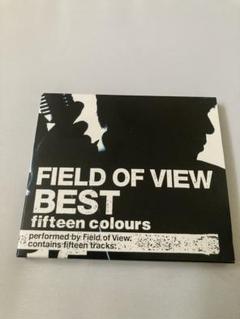 FIELD OF VIEW
BEST
fifteen colours
performed by Field of View.
contains fifteen tracks.